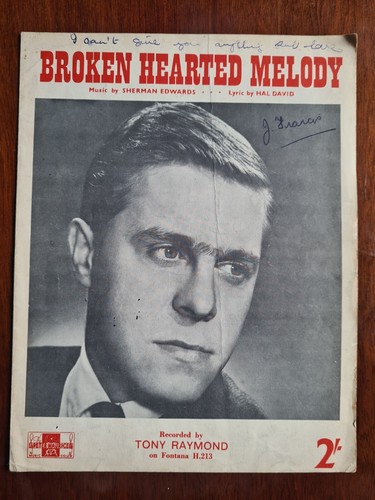 I can't give you anything but love
BROKEN HEARTED MELODY
Music by SHERMAN EDWARDS · · · Lyric by HAL DAVID
J. Francis
Recorded by
TONY RAYMOND
on Fontana H.213
2/-